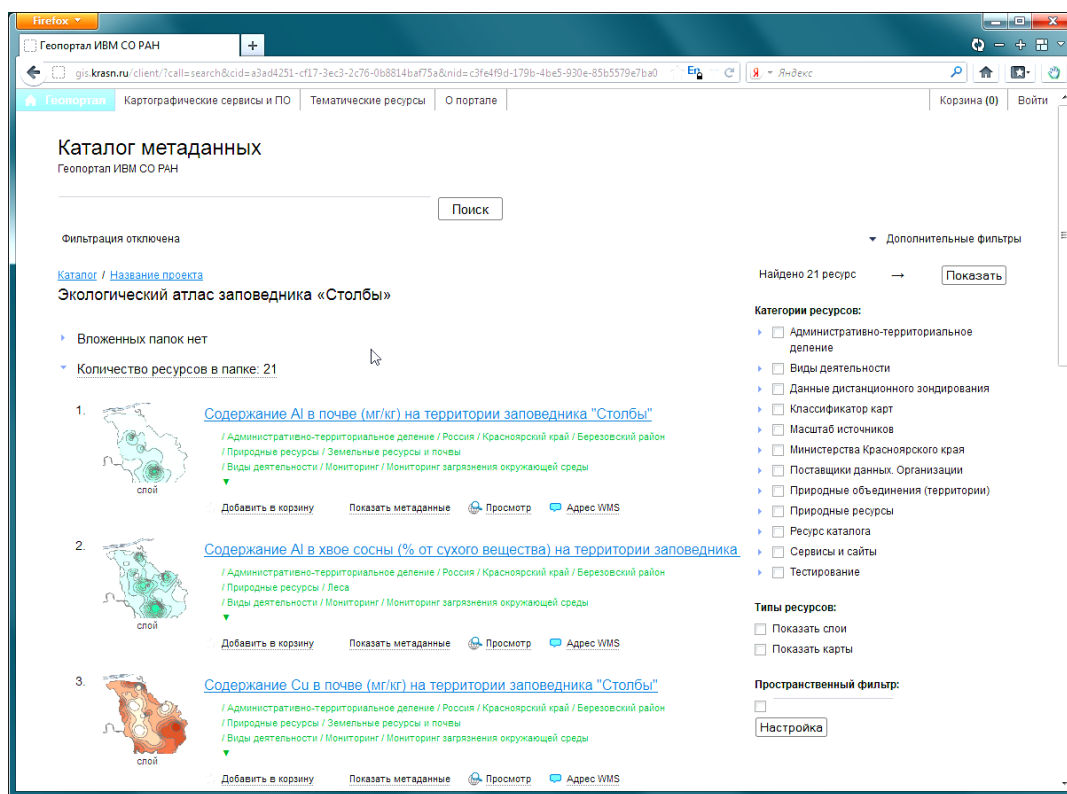 Firefox
Геопортал ИВМ СО РАН
gis.krasn.ru/client/?call=search&cid=a3ad4251-cf17-3ec3-2c76-0b8814baf75a&nid=c3fe4f9d-179b-4be5-930e-85b5579e7ba0
Яндекс
Геопортал Картографические сервисы и ПО Тематические ресурсы О портале Корзина (0) Войти
Каталог метаданных
Геопортал ИВМ СО РАН
Поиск
Фильтрация отключена
Дополнительные фильтры
Каталог / Название проекта
Экологический атлас заповедника «Столбы»
Вложенных папок нет
Количество ресурсов в папке: 21
1.
Содержание Al в почве (мг/кг) на территории заповедника "Столбы"
/ Административно-территориальное деление / Россия / Красноярский край / Березовский район
/ Природные ресурсы / Земельные ресурсы и почвы
/ Виды деятельности / Мониторинг / Мониторинг загрязнения окружающей среды
слой
Добавить в корзину Показать метаданные Просмотр Адрес WMS
2.
Содержание Al в хвое сосны (% от сухого вещества) на территории заповедника
/ Административно-территориальное деление / Россия / Красноярский край / Березовский район
/ Природные ресурсы / Леса
/ Виды деятельности / Мониторинг / Мониторинг загрязнения окружающей среды
слой
Добавить в корзину Показать метаданные Просмотр Адрес WMS
3.
Содержание Cu в почве (мг/кг) на территории заповедника "Столбы"
/ Административно-территориальное деление / Россия / Красноярский край / Березовский район
/ Природные ресурсы / Земельные ресурсы и почвы
/ Виды деятельности / Мониторинг / Мониторинг загрязнения окружающей среды
слой
Добавить в корзину Показать метаданные Просмотр Адрес WMS
Найдено 21 ресурс → Показать
Категории ресурсов:
Административно-территориальное
деление
Виды деятельности
Данные дистанционного зондирования
Классификатор карт
Масштаб источников
Министерства Красноярского края
Поставщики данных. Организации
Природные объединения (территории)
Природные ресурсы
Ресурс каталога
Сервисы и сайты
Тестирование
Типы ресурсов:
Показать слои
Показать карты
Пространственный фильтр:
Настройка